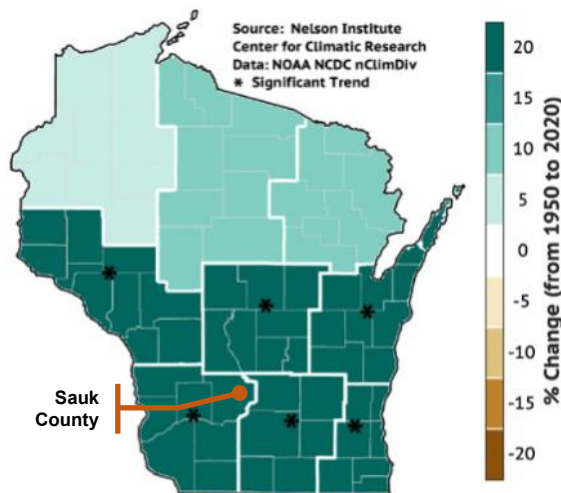 Source: Nelson Institute
Center for Climatic Research
Data: NOAA NCDC nClimDiv
* Significant Trend
Sauk
County
20
15
10
5
0
-5
-10
-15
-20
% Change (from 1950 to 2020)